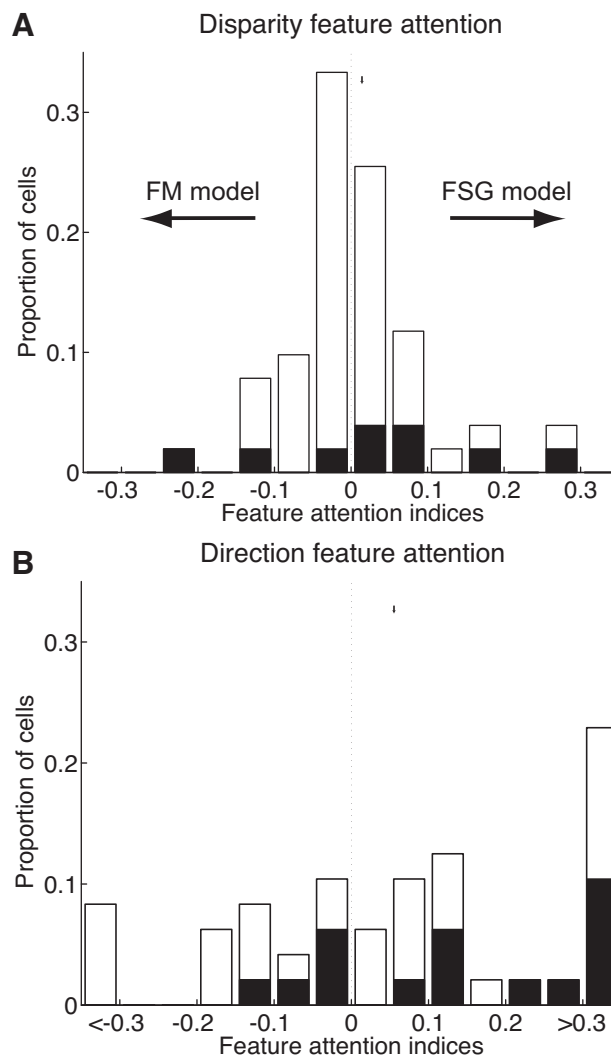 A
Disparity feature attention
0.3
FM model
FSG model
0.2
Proportion of cells
0.1
0
-0.3 -0.2 -0.1 0 0.1 0.2 0.3
Feature attention indices
B
Direction feature attention
0.3
0.2
Proportion of cells
0.1
0
<-0.3 -0.2 -0.1 0 0.1 0.2 >0.3
Feature attention indices